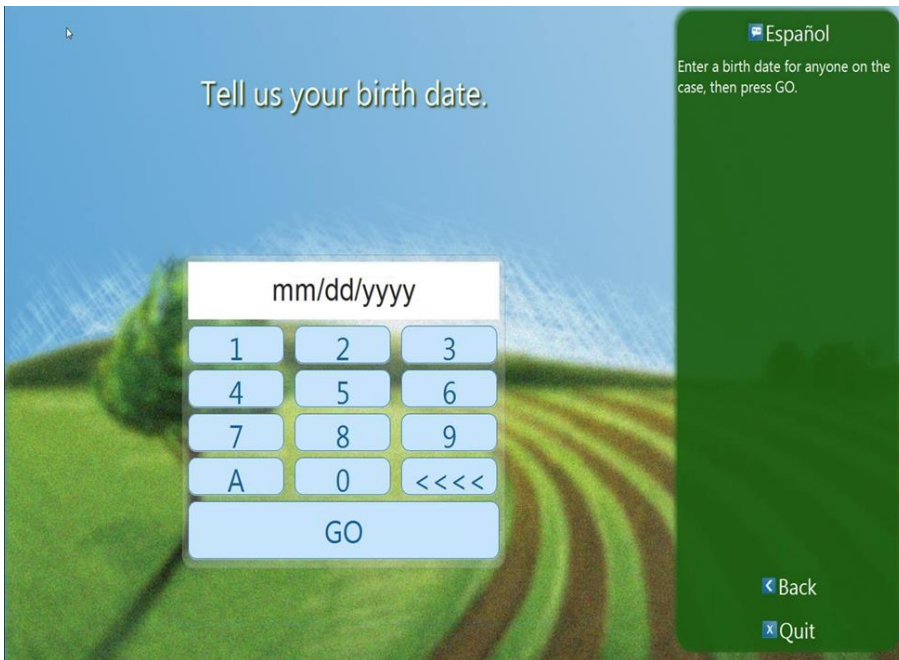 Tell us your birth date.
mm/dd/yyyy
1 2 3
4 5 6
7 8 9
A 0 <<<<
GO
Español
Enter a birth date for anyone on the
case, then press GO.
Back
x Quit